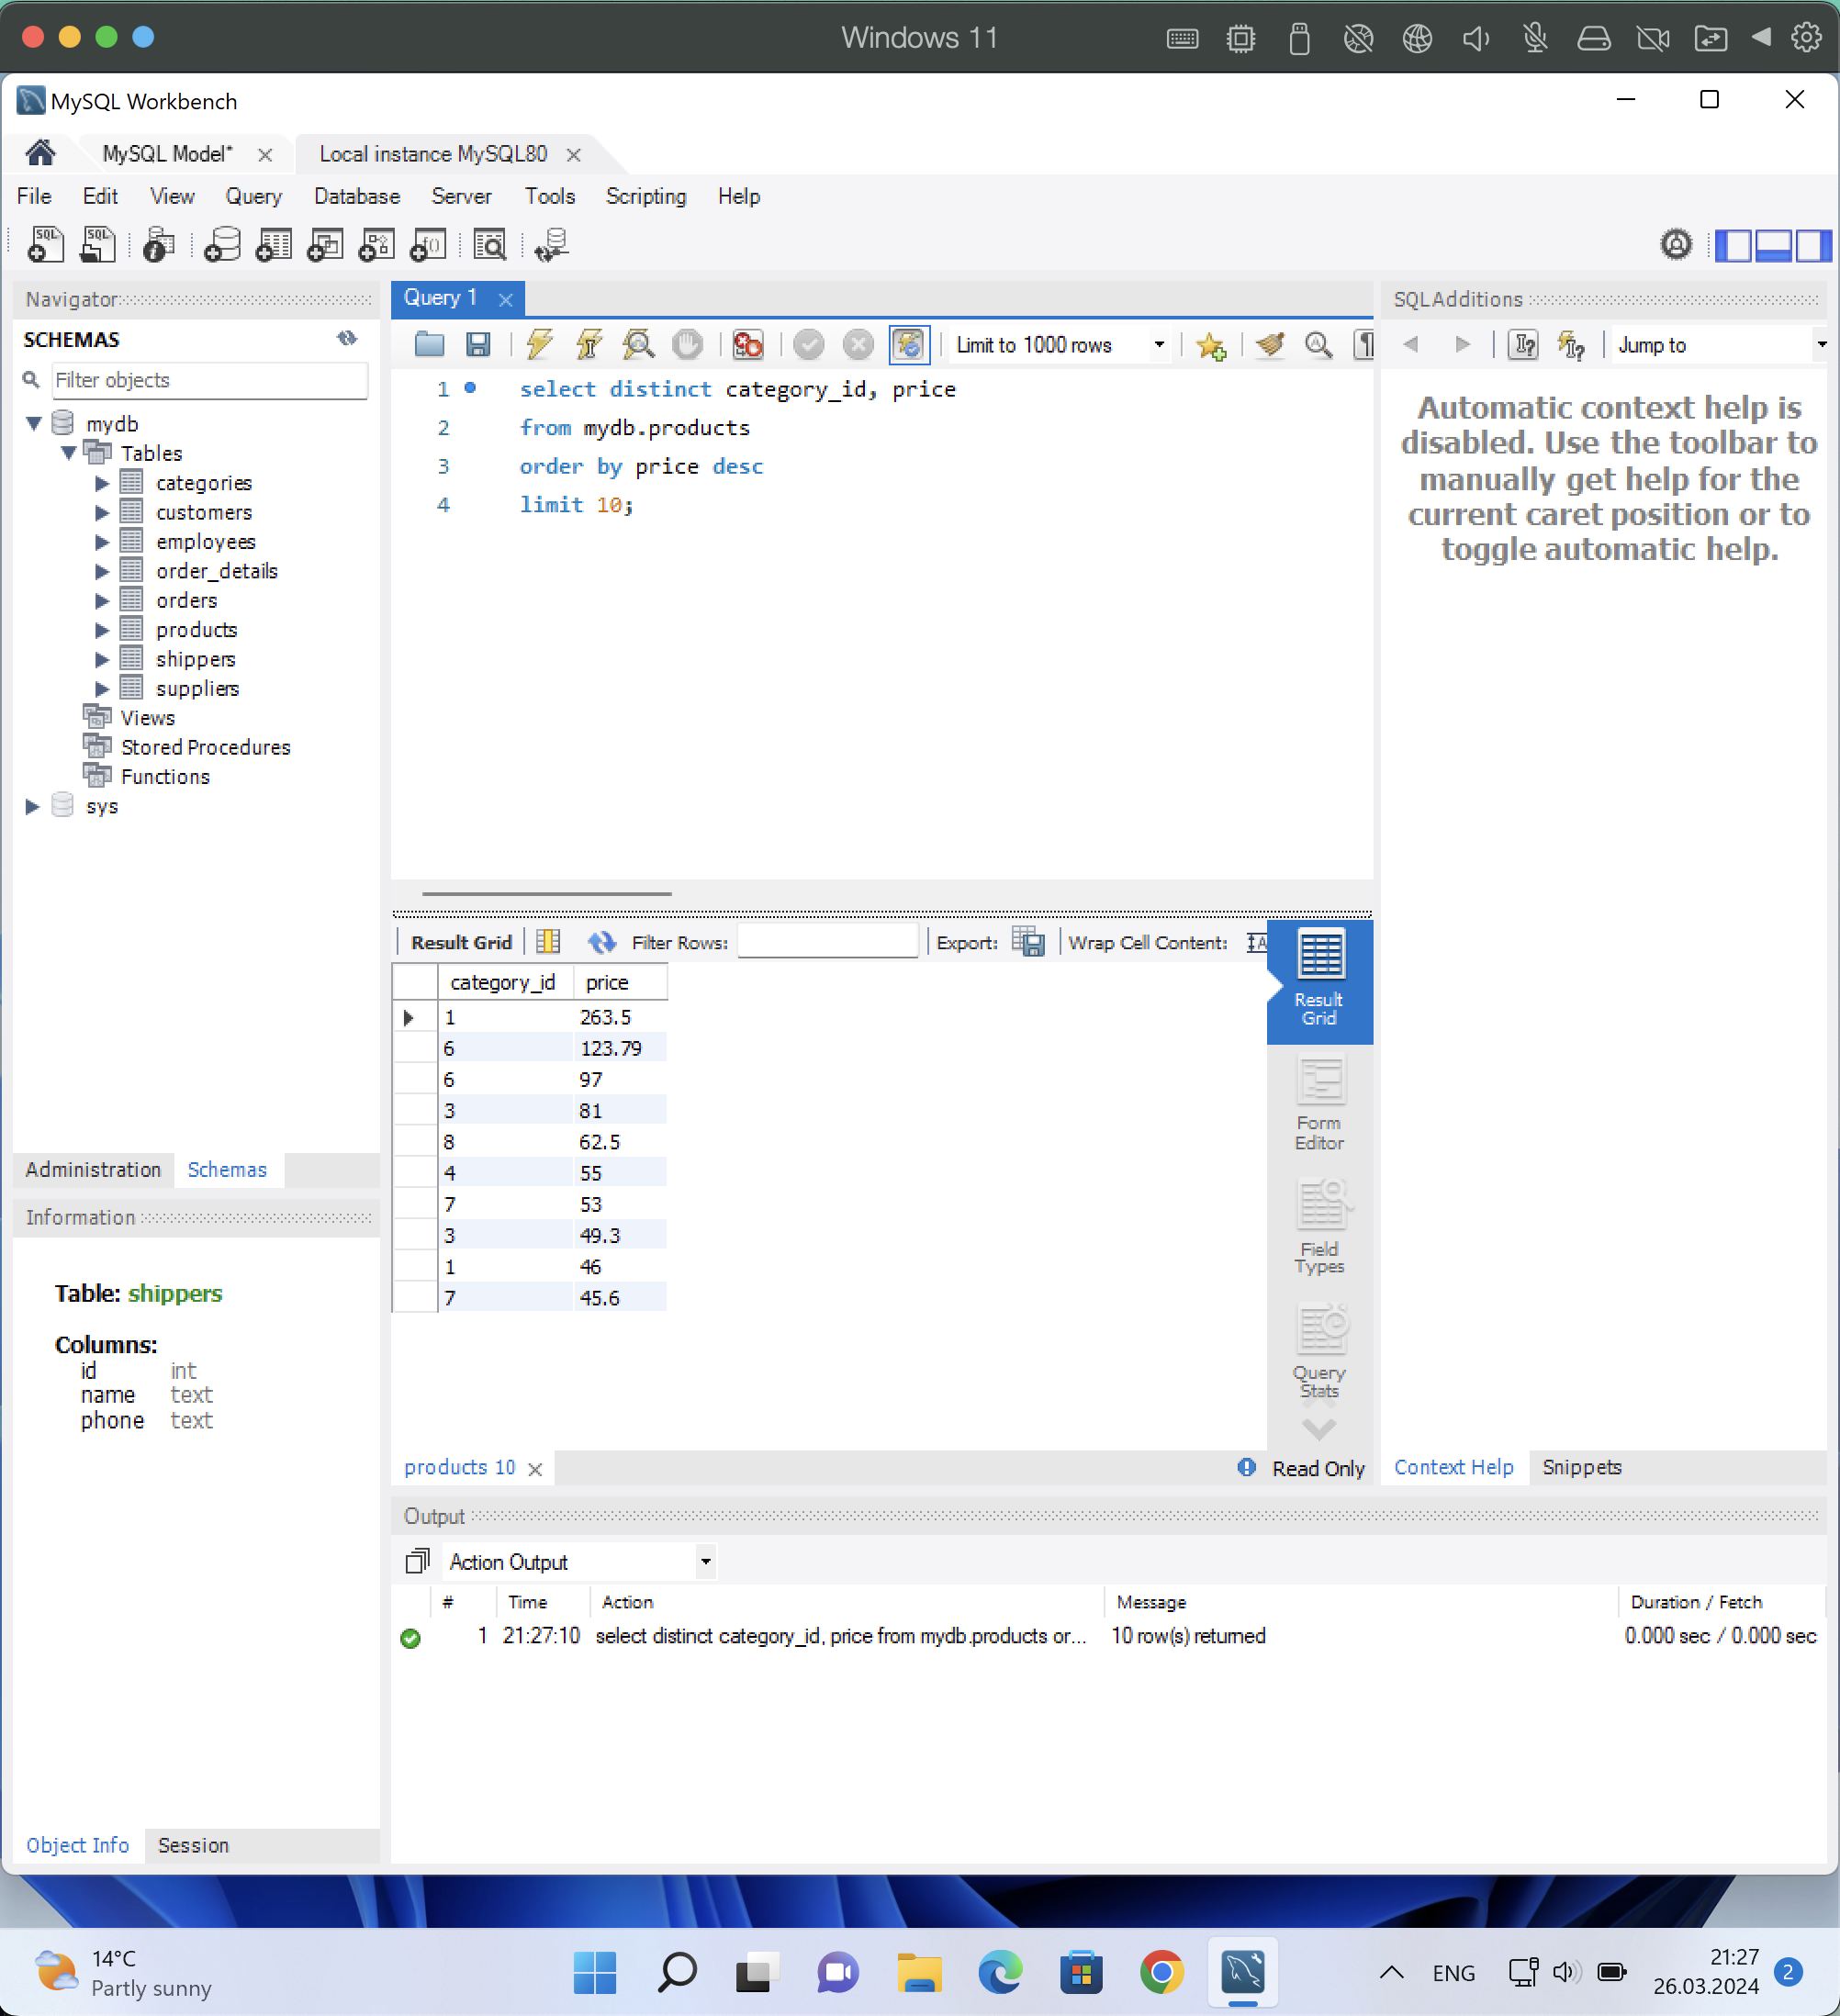 Windows 11
MySQL Workbench
MySQL Model*
Local instance MySQL80
File Edit View Query Database Server Tools Scripting Help
Navigator
SCHEMAS
Filter objects
mydb
Tables
categories
customers
employees
order_details
orders
products
shippers
suppliers
Views
Stored Procedures
Functions
sys
Administration Schemas
Information
Table: shippers
Columns:
id int
name text
phone text
Object Info Session
Query 1
Limit to 1000 rows
1 select distinct category_id, price
2 from mydb.products
3 order by price desc
4 limit 10;
Result Grid Filter Rows: Export: Wrap Cell Content:
category_id price
1 263.5
6 123.79
6 97
3 81
8 62.5
4 55
7 53
3 49.3
1 46
7 45.6
Result
Grid
Form
Editor
Field
Types
Query
Stats
products 10
Read Only
SQLAdditions
Jump to
Automatic context help is
disabled. Use the toolbar to
manually get help for the
current caret position or to
toggle automatic help.
Context Help Snippets
Output
Action Output
# Time Action Message Duration / Fetch
1 21:27:10 select distinct category_id, price from mydb.products or... 10 row(s) returned 0.000 sec / 0.000 sec
14°C
Partly sunny
ENG
21:27
26.03.2024
2